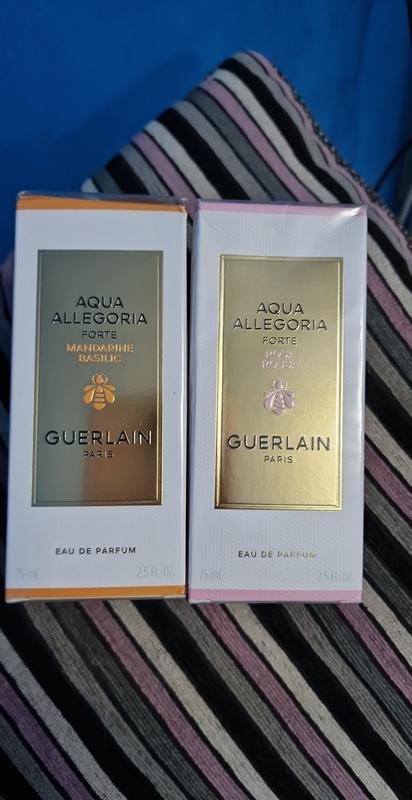 AQUA
ALLEGORIA
FORTE
MANDARINE
BASILIC
GUERLAIN
PARIS
EAU DE PARFUM
75 mL 2.5 FL. OZ.
AQUA
ALLEGORIA
FORTE
ROSA
ROSSA
GUERLAIN
PARIS
EAU DE PARFUM
75 mL 2.5 FL. OZ.